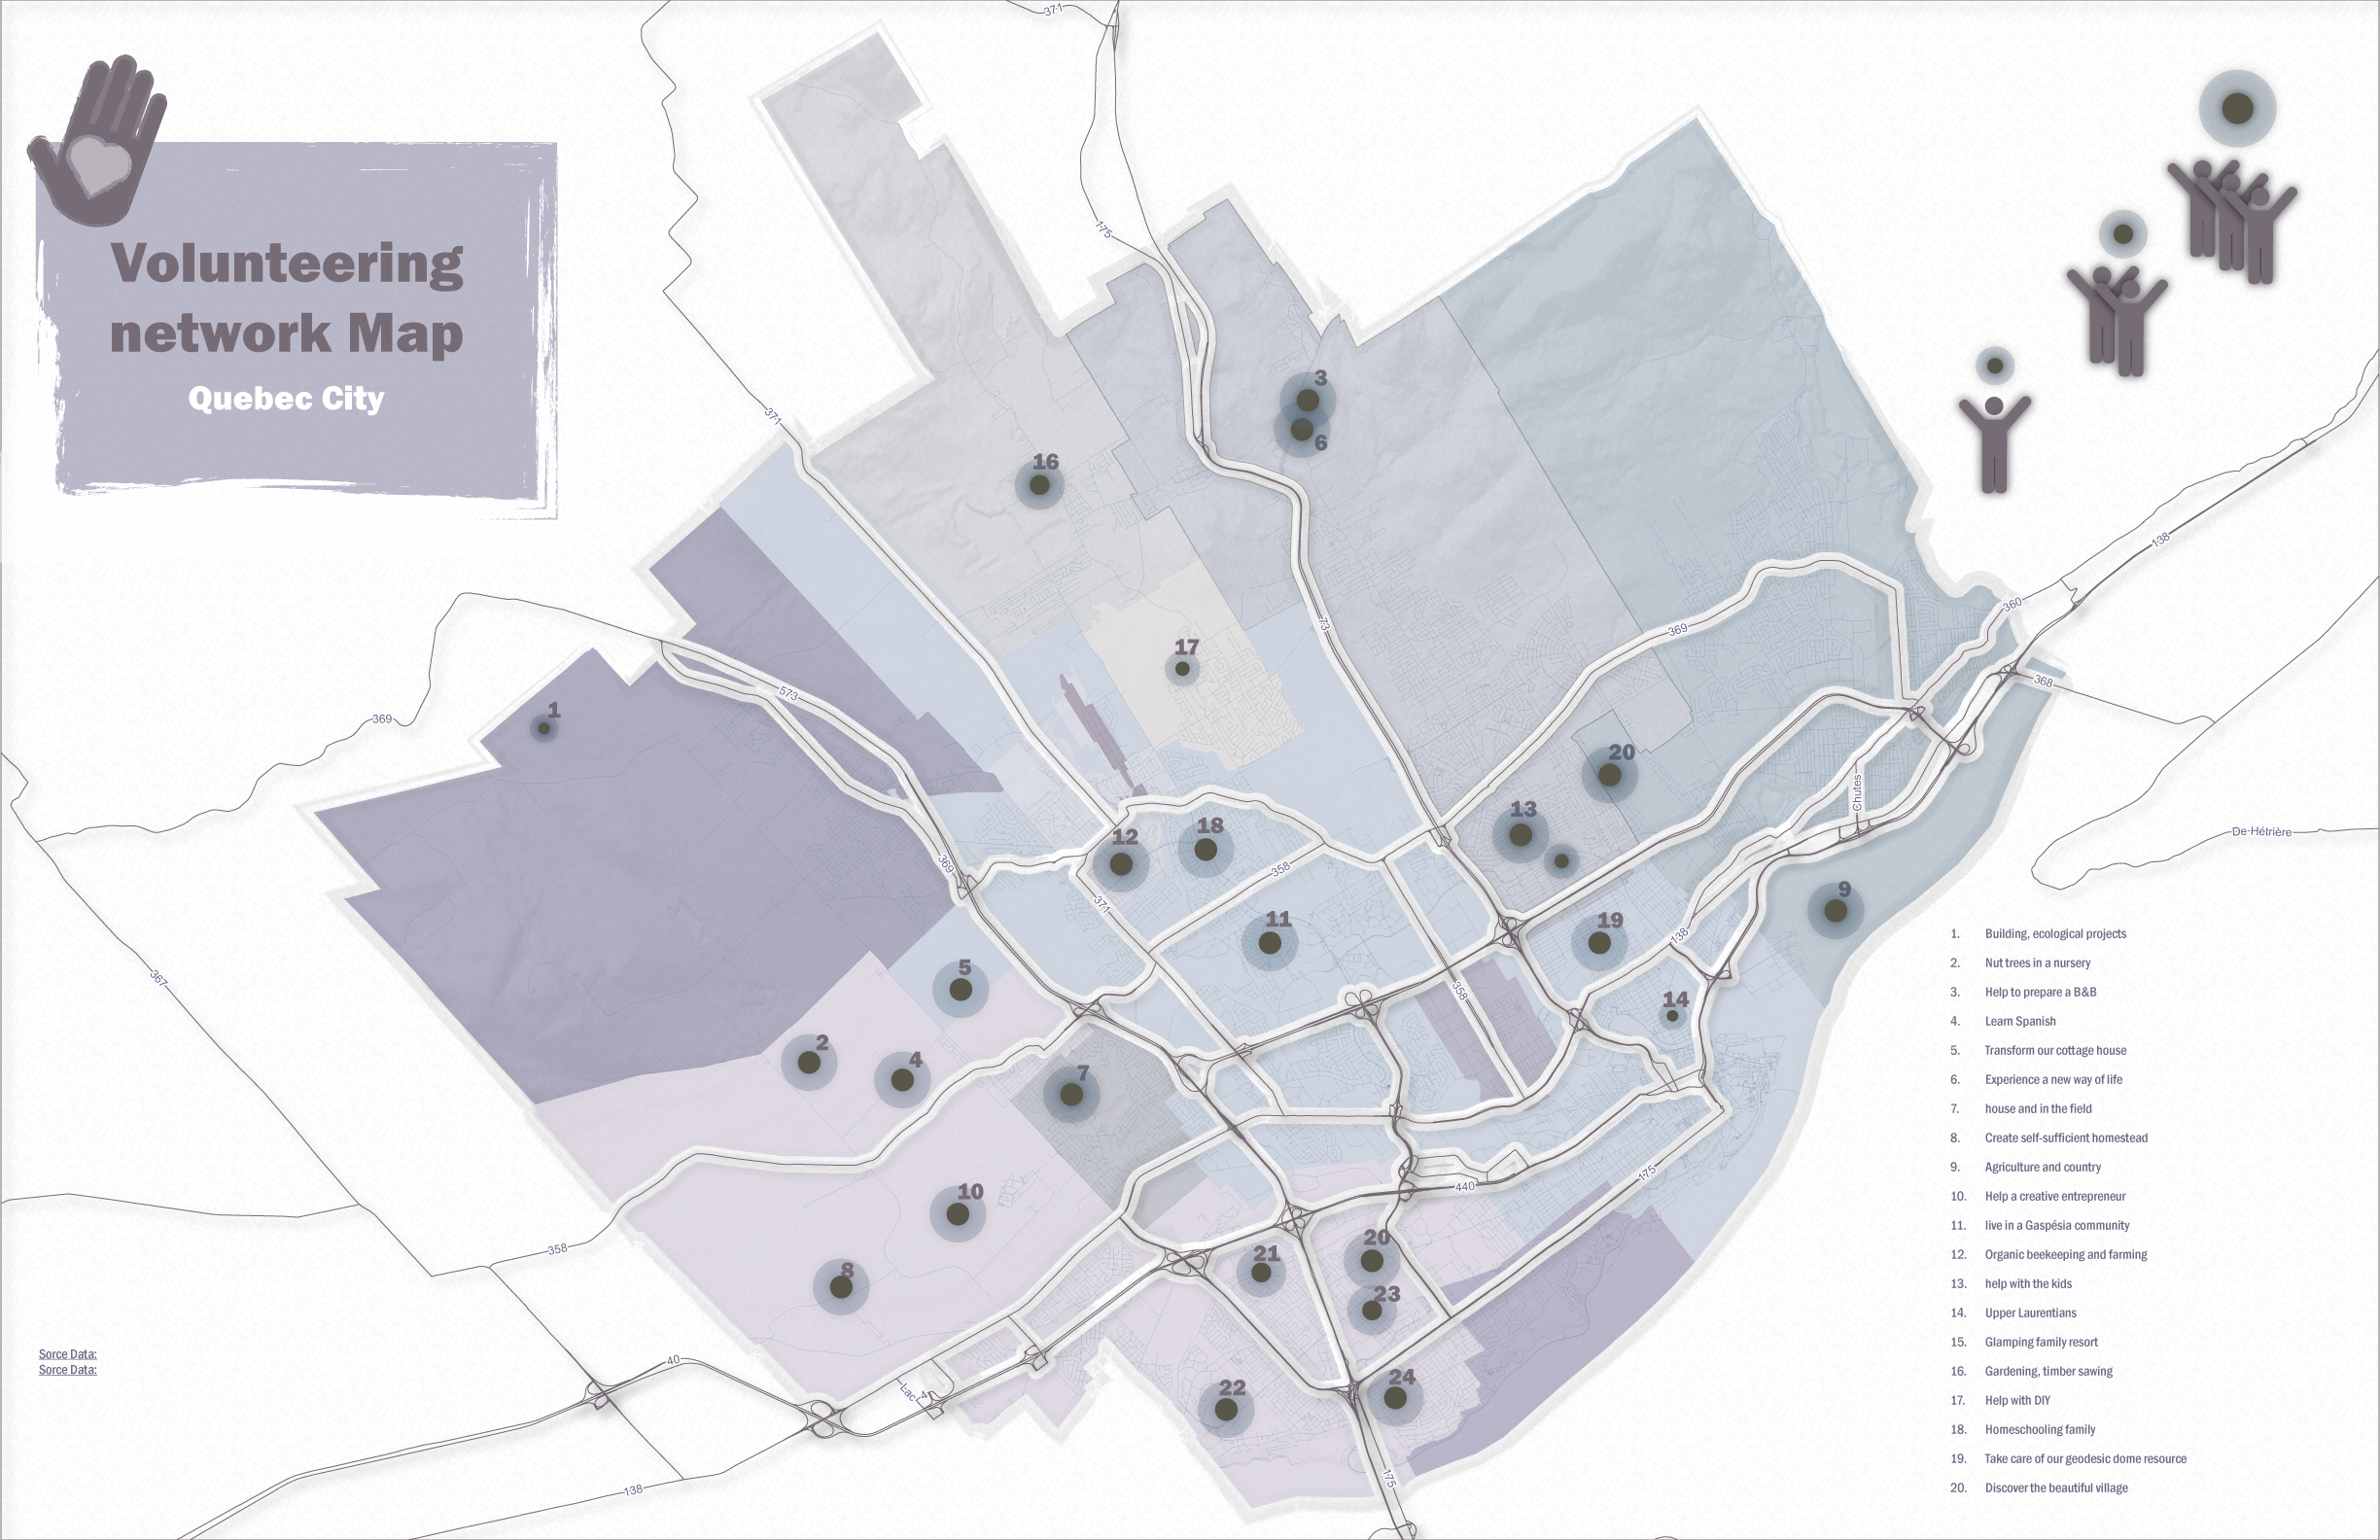 Volunteering
network Map
Quebec City
371
175
371
3
6
16
138
360
73
369
17
368
573
1
369
20
Chutes
13
18
12
De-Hétrière
369
358
9
371
11
19
138
5
367
358
14
2
4
7
175
10
440
358
20
21
8
23
40
24
22
Lac
4
175
138
1. Building, ecological projects
2. Nut trees in a nursery
3. Help to prepare a B&B
4. Learn Spanish
5. Transform our cottage house
6. Experience a new way of life
7. house and in the field
8. Create self-sufficient homestead
9. Agriculture and country
10. Help a creative entrepreneur
11. live in a Gaspésia community
12. Organic beekeeping and farming
13. help with the kids
14. Upper Laurentians
15. Glamping family resort
16. Gardening, timber sawing
17. Help with DIY
18. Homeschooling family
19. Take care of our geodesic dome resource
20. Discover the beautiful village
Sorce Data:
Sorce Data: